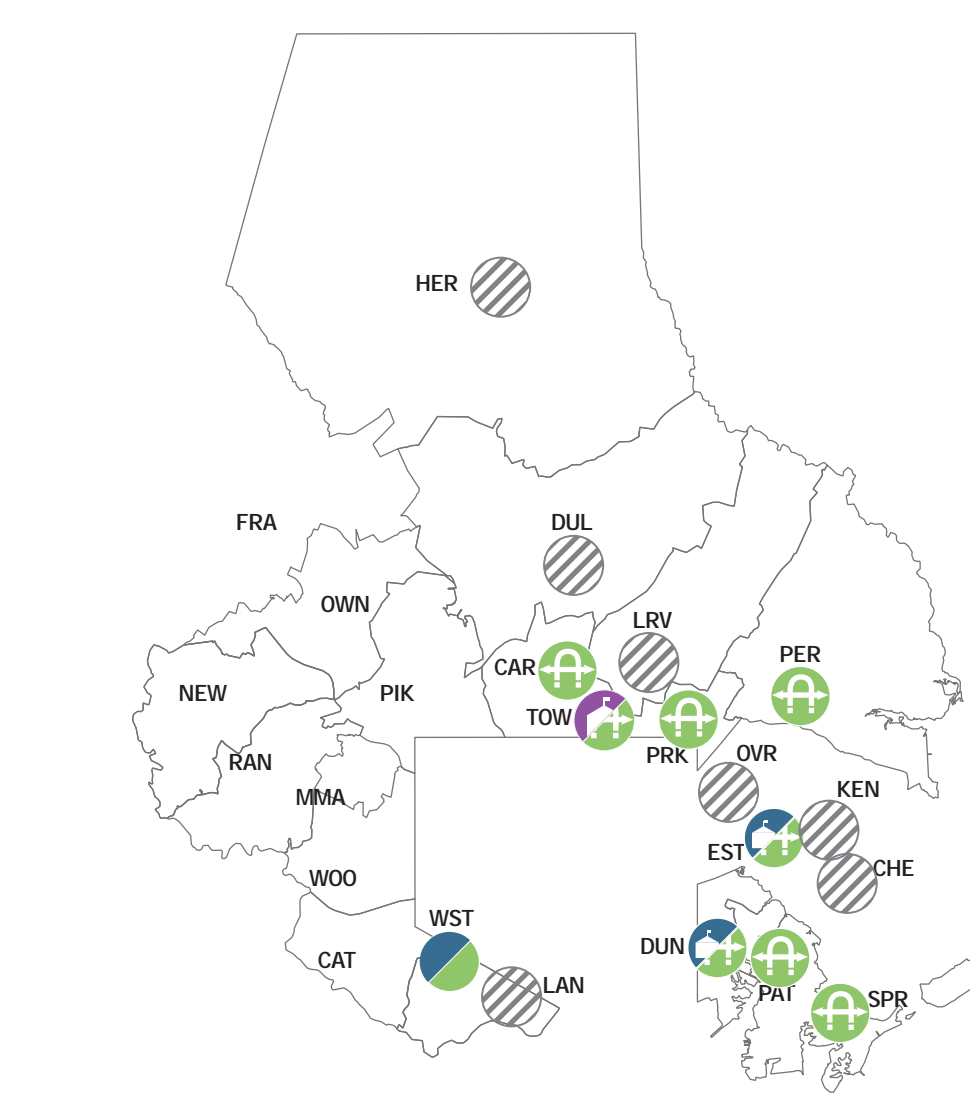 HER
FRA
DUL
OWN
LRV
CAR
PER
NEW
PIK
TOW
PRK
OVR
RAN
KEN
MMA
EST
CHE
WOO
WST
DUN
CAT
LAN
PAT
SPR